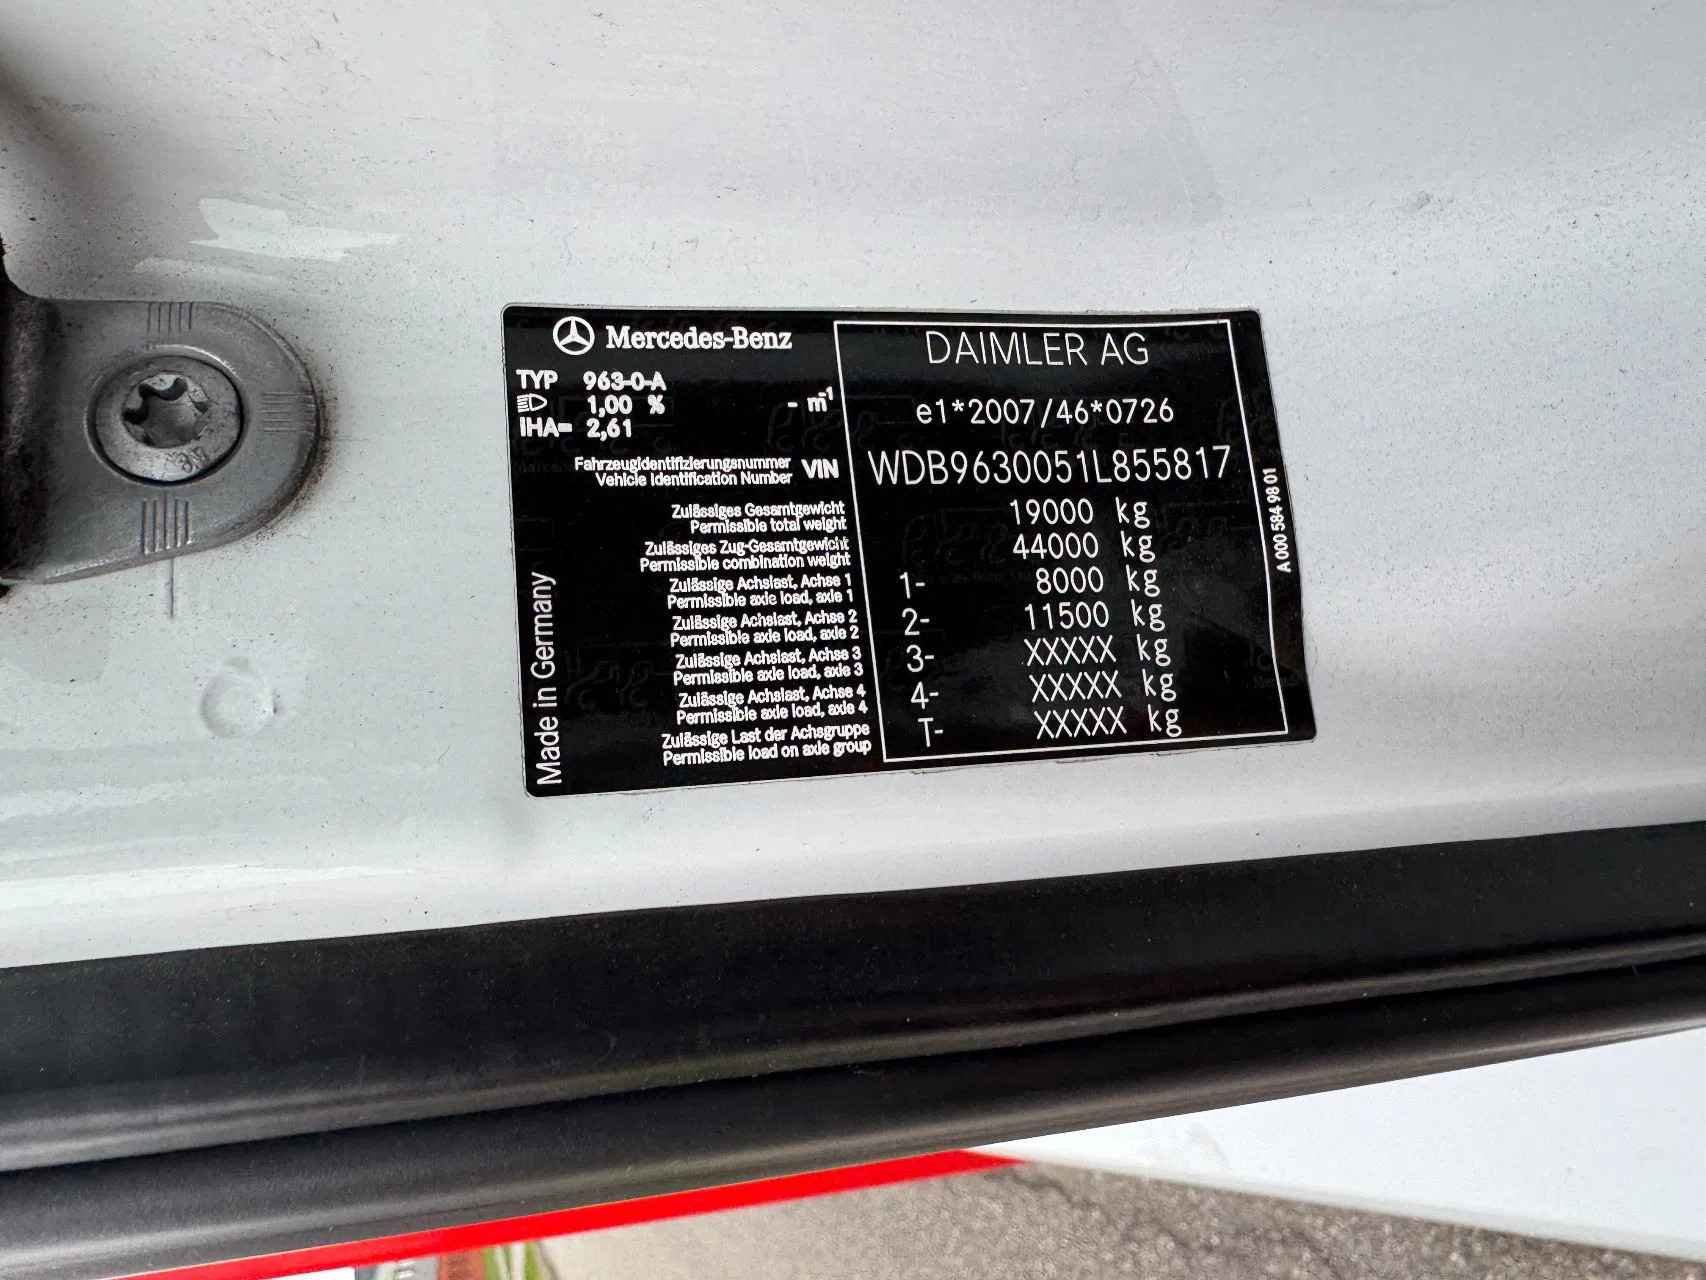 Mercedes-Benz
DAIMLER AG
TYP 963-0-A
1,00 % - m-1
IHA= 2,61
e1*2007/46*0726
Fahrzeugidentifizierungsnummer
Vehicle Identification Number
VIN WDB9630051L855817
Zulässiges Gesamtgewicht
Permissible total weight
19000 kg
Zulässiges Zug-Gesamtgewicht
Permissible combination weight
44000 kg
Zulässige Achslast, Achse 1
Permissible axle load, axle 1
1- 8000 kg
Zulässige Achslast, Achse 2
Permissible axle load, axle 2
2- 11500 kg
Zulässige Achslast, Achse 3
Permissible axle load, axle 3
3- XXXXX kg
Zulässige Achslast, Achse 4
Permissible axle load, axle 4
4- XXXXX kg
Zulässige Last der Achsgruppe
Permissible load on axle group
T- XXXXX kg
Made in Germany
A 000 584 98 01